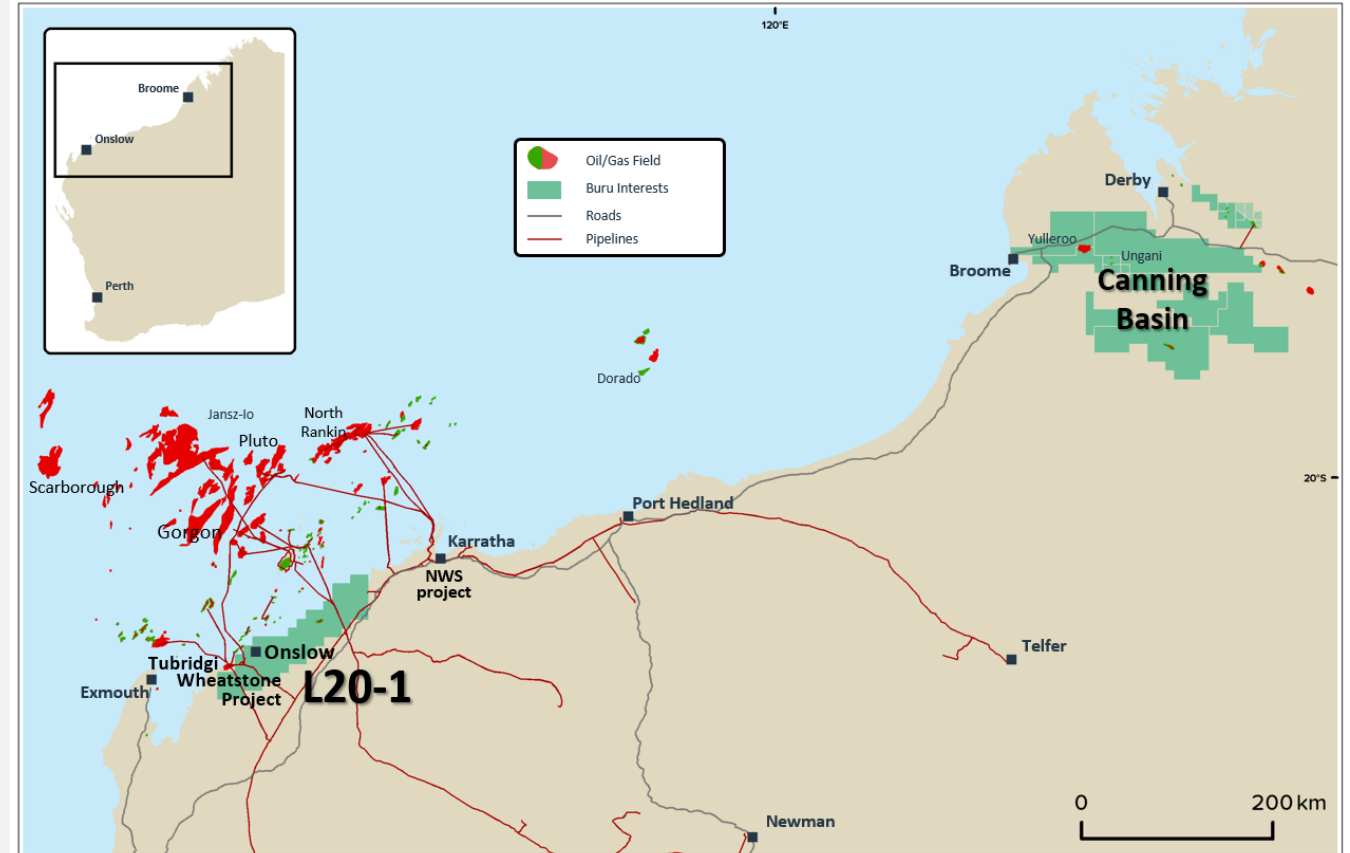 120°E
Broome
Onslow
Perth
Oil/Gas Field
Buru Interests
Roads
Pipelines
Derby
Yulleroo
Ungani
Broome
Canning
Basin
Dorado
Jansz-Io
North
Rankin
Pluto
Scarborough
20°S
Gorgon
Port Hedland
Karratha
NWS
project
Onslow
Telfer
Tubridgi
Wheatstone
Project
L20-1
Exmouth
0 200 km
Newman